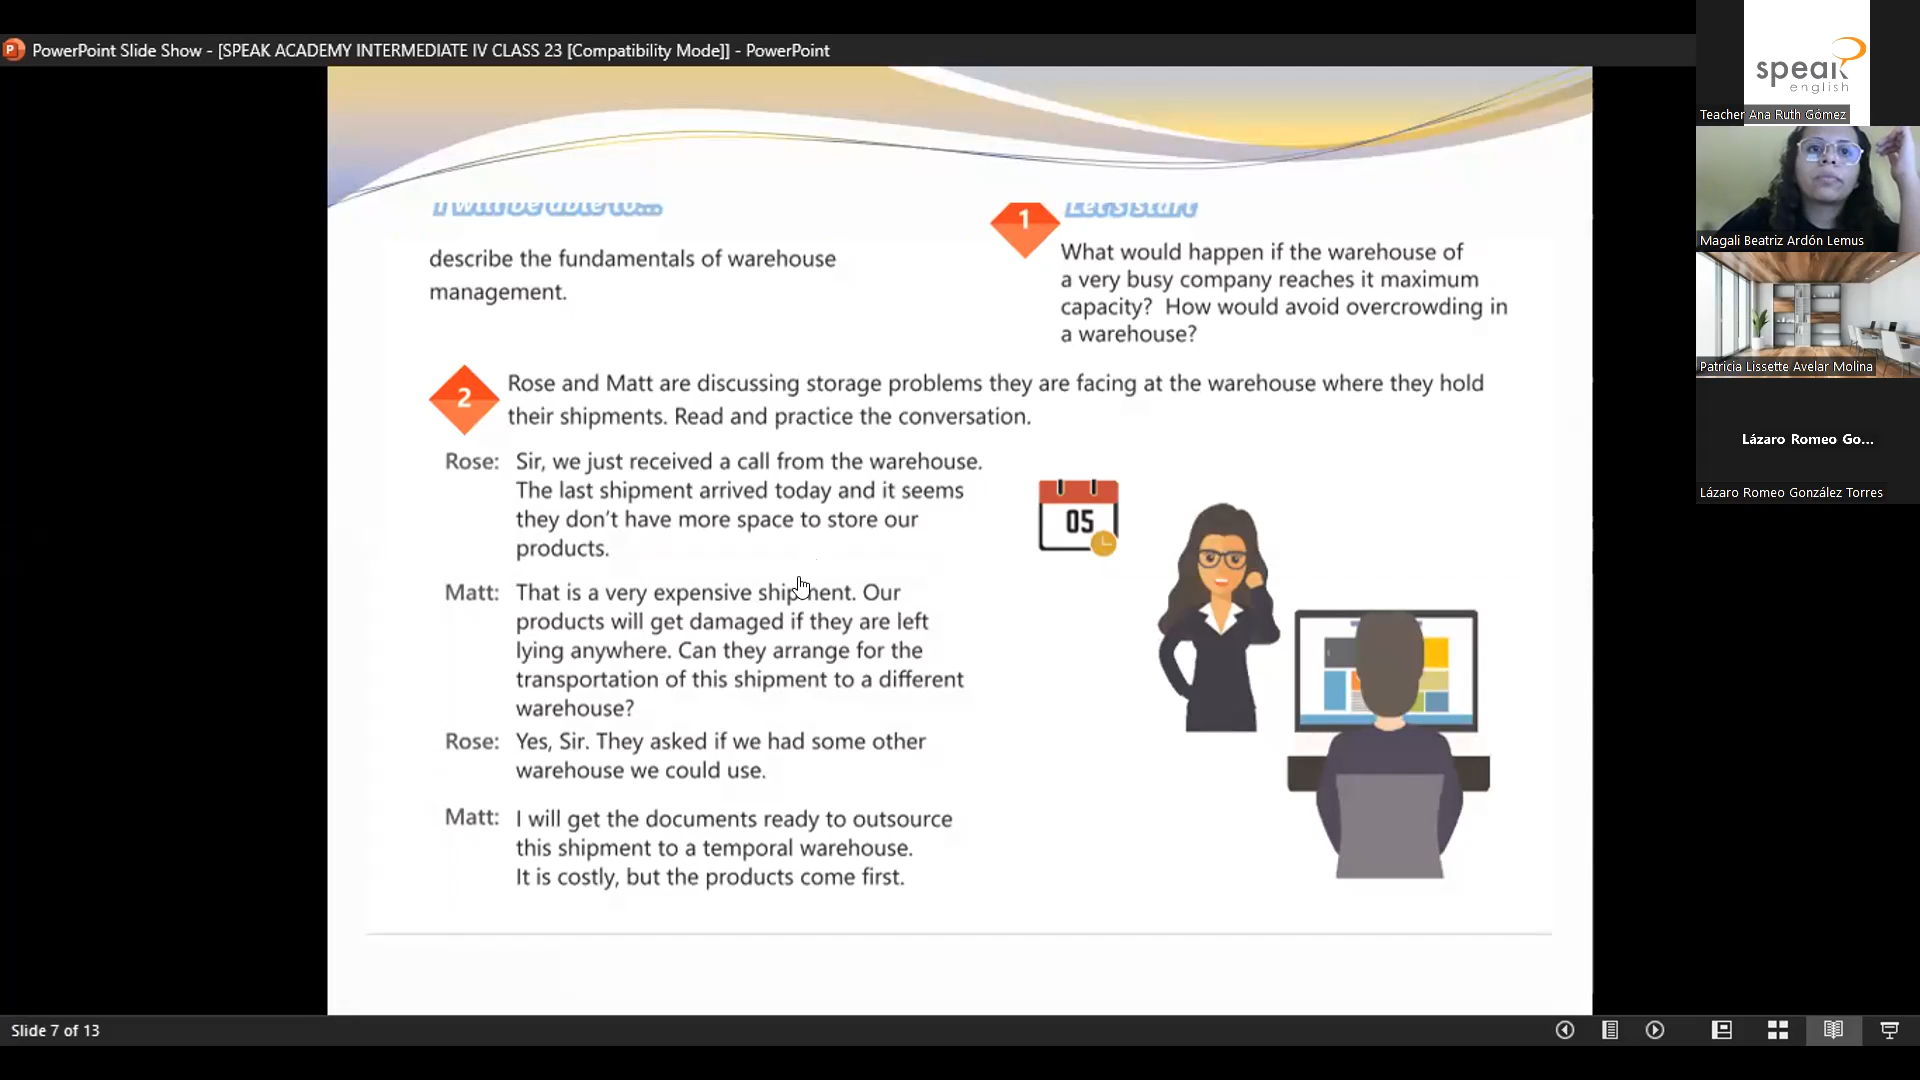 PowerPoint Slide Show - [SPEAK ACADEMY INTERMEDIATE IV CLASS 23 [Compatibility Mode]] - PowerPoint
I will be able to...
describe the fundamentals of warehouse
management.
1
Let's start
What would happen if the warehouse of
a very busy company reaches it maximum
capacity? How would avoid overcrowding in
a warehouse?
2
Rose and Matt are discussing storage problems they are facing at the warehouse where they hold
their shipments. Read and practice the conversation.
Rose: Sir, we just received a call from the warehouse.
The last shipment arrived today and it seems
they don't have more space to store our
products.
Matt: That is a very expensive shipment. Our
products will get damaged if they are left
lying anywhere. Can they arrange for the
transportation of this shipment to a different
warehouse?
Rose: Yes, Sir. They asked if we had some other
warehouse we could use.
Matt: I will get the documents ready to outsource
this shipment to a temporal warehouse.
It is costly, but the products come first.
05
Slide 7 of 13
speak
english
Teacher Ana Ruth Gómez
Magali Beatriz Ardón Lemus
Patricia Lissette Avelar Molina
Lázaro Romeo Go...
Lázaro Romeo González Torres